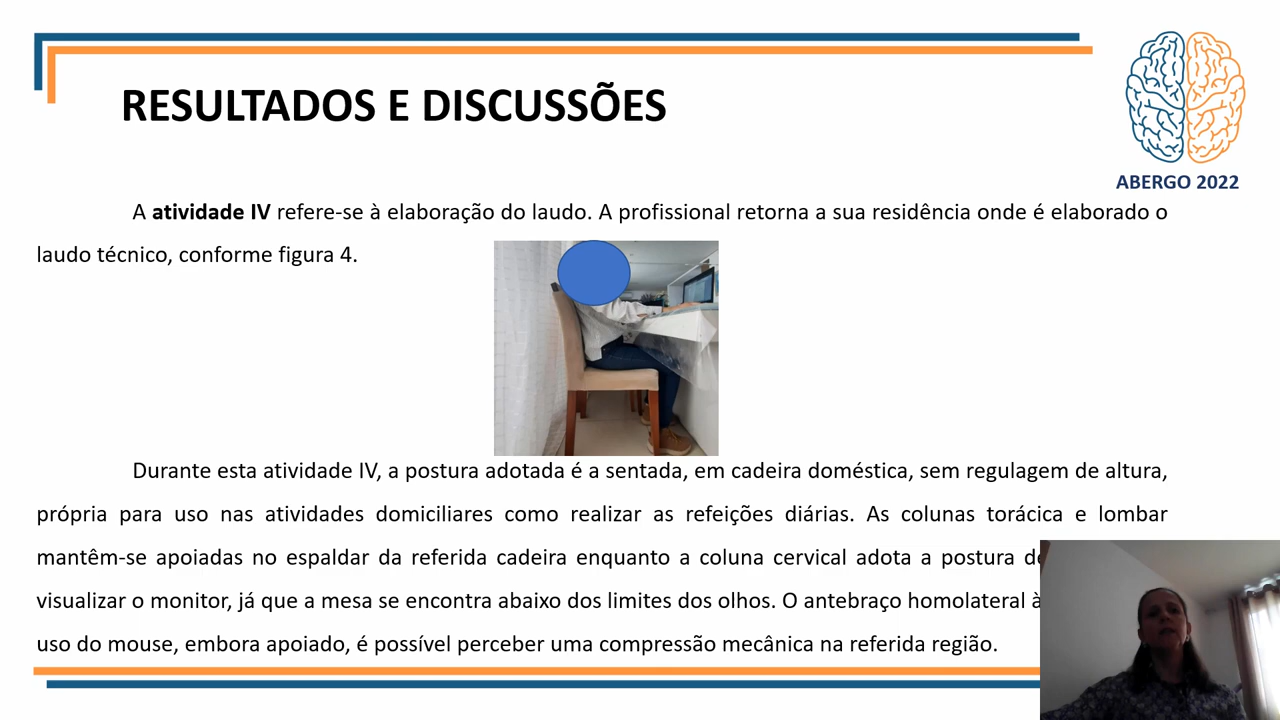 RESULTADOS E DISCUSSÕES
ABERGO 2022
A atividade IV refere-se à elaboração do laudo. A profissional retorna a sua residência onde é elaborado o
laudo técnico, conforme figura 4.
Durante esta atividade IV, a postura adotada é a sentada, em cadeira doméstica, sem regulagem de altura,
própria para uso nas atividades domiciliares como realizar as refeições diárias. As colunas torácica e lombar
mantêm-se apoiadas no espaldar da referida cadeira enquanto a coluna cervical adota a postura
visualizar o monitor, já que a mesa se encontra abaixo dos limites dos olhos. O antebraço homolateral
uso do mouse, embora apoiado, é possível perceber uma compressão mecânica na referida região.